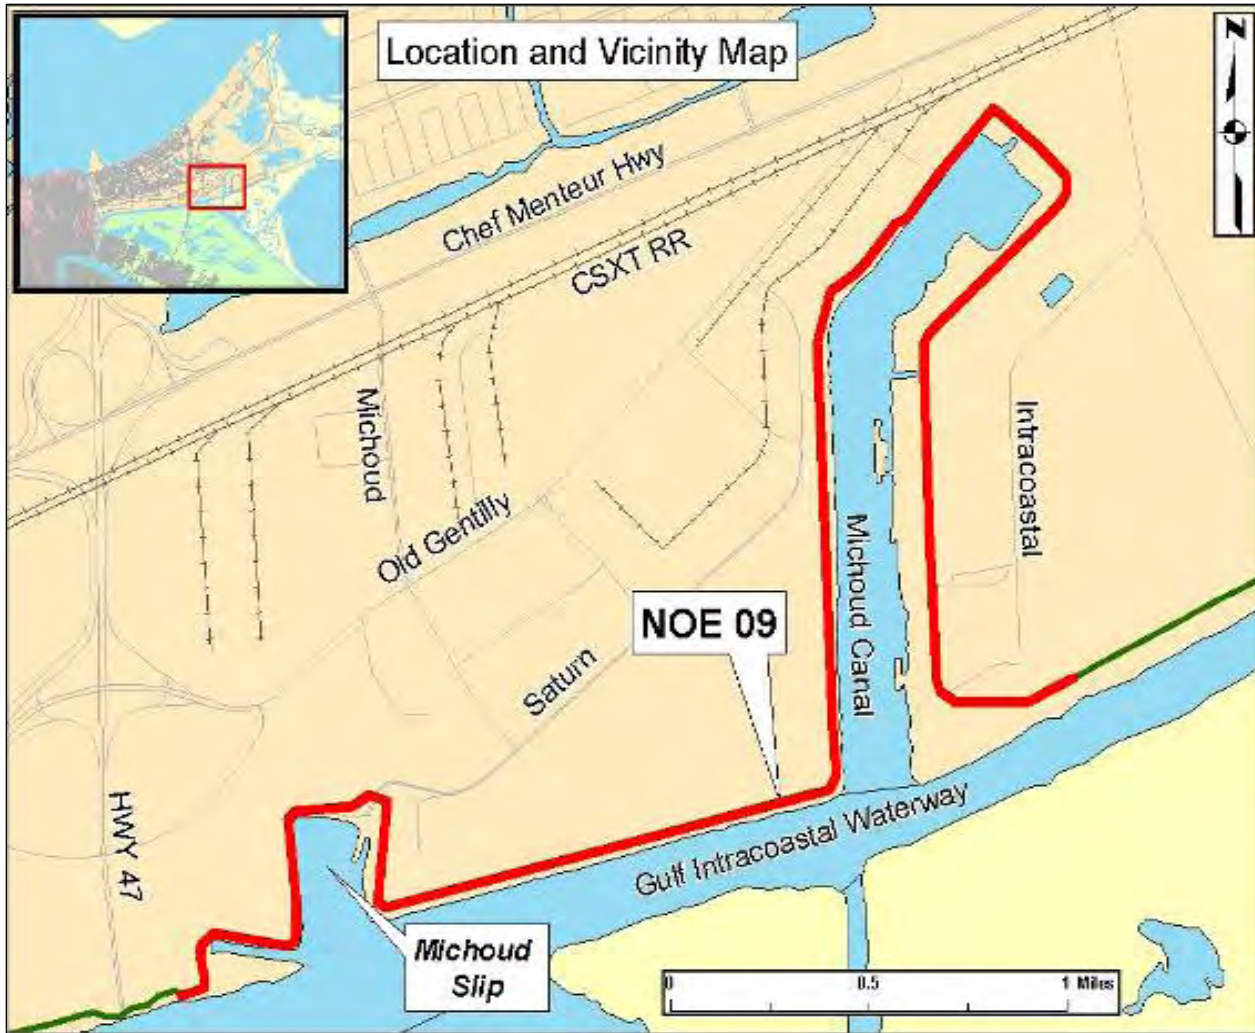 Location and Vicinity Map
N
Chef Menteur Hwy
CSXT RR
Michoud
Old Gentilly
Intracoastal
Michoud Canal
NOE 09
Saturn
HWY 47
Gulf Intracoastal Waterway
Michoud
Slip
0 0.5 1 Miles